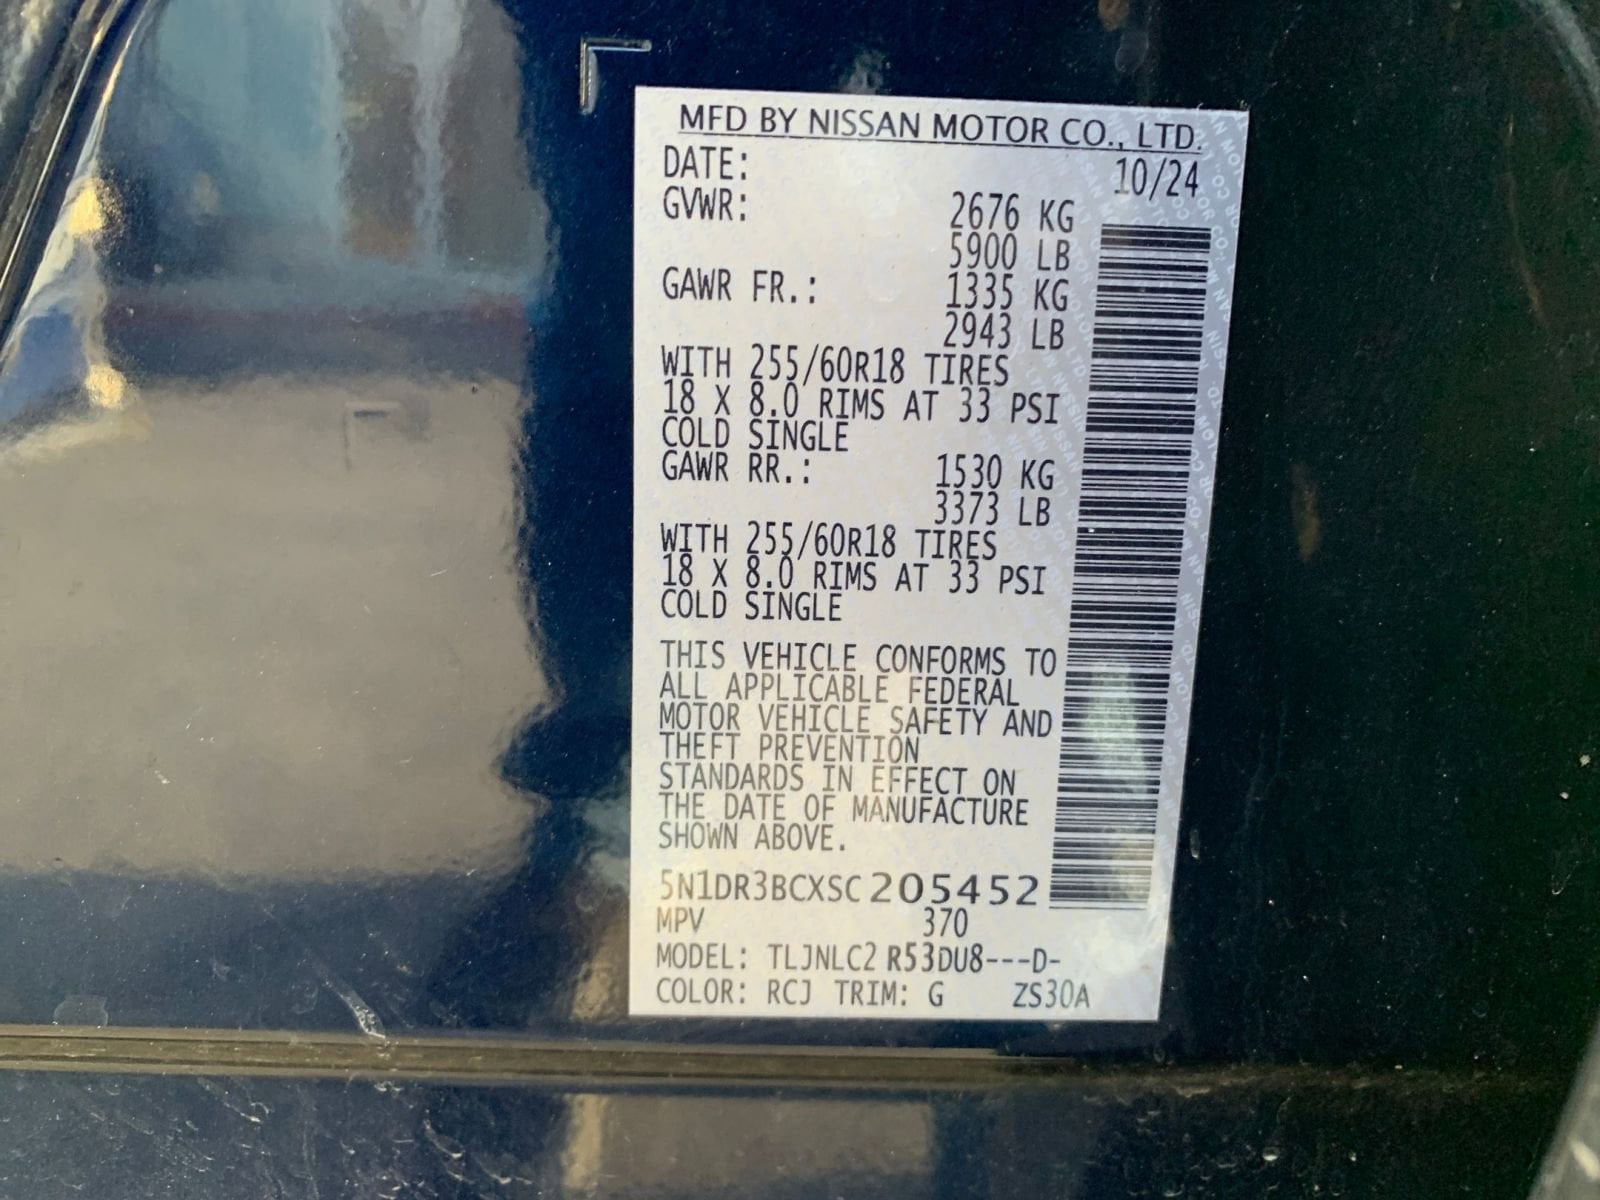 MFD BY NISSAN MOTOR CO., LTD.
DATE: 10/24
GVWR: 2676 KG
5900 LB
GAWR FR.: 1335 KG
2943 LB
WITH 255/60R18 TIRES
18 X 8.0 RIMS AT 33 PSI
COLD SINGLE
GAWR RR.: 1530 KG
3373 LB
WITH 255/60R18 TIRES
18 X 8.0 RIMS AT 33 PSI
COLD SINGLE
THIS VEHICLE CONFORMS TO
ALL APPLICABLE FEDERAL
MOTOR VEHICLE SAFETY AND
THEFT PREVENTION
STANDARDS IN EFFECT ON
THE DATE OF MANUFACTURE
SHOWN ABOVE.
5N1DR3BCXSC205452
MPV 370
MODEL: TLJNLC2 R53DU8---D-
COLOR: RCJ TRIM: G ZS30A